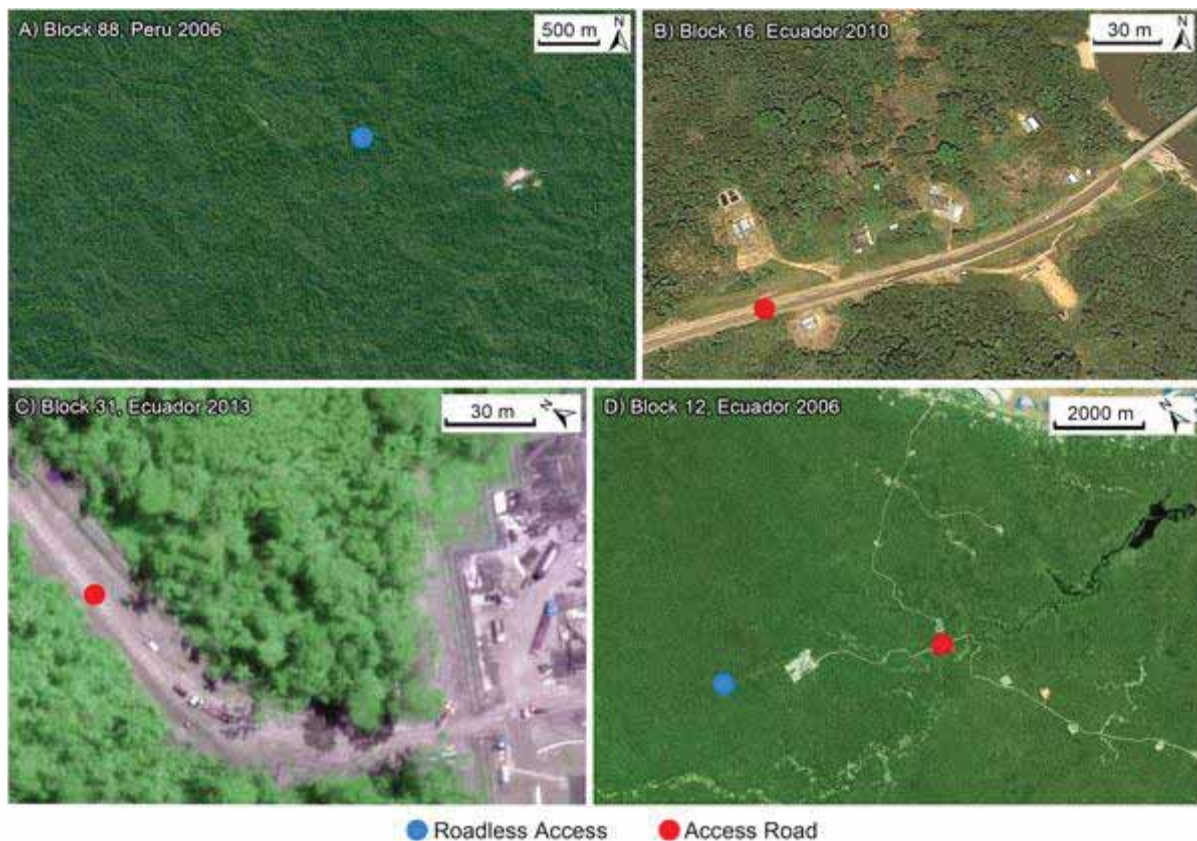 A) Block 88, Peru 2006
500 m
N
B) Block 16, Ecuador 2010
30 m
N
C) Block 31, Ecuador 2013
30 m
N
D) Block 12, Ecuador 2006
2000 m
N
Roadless Access
Access Road